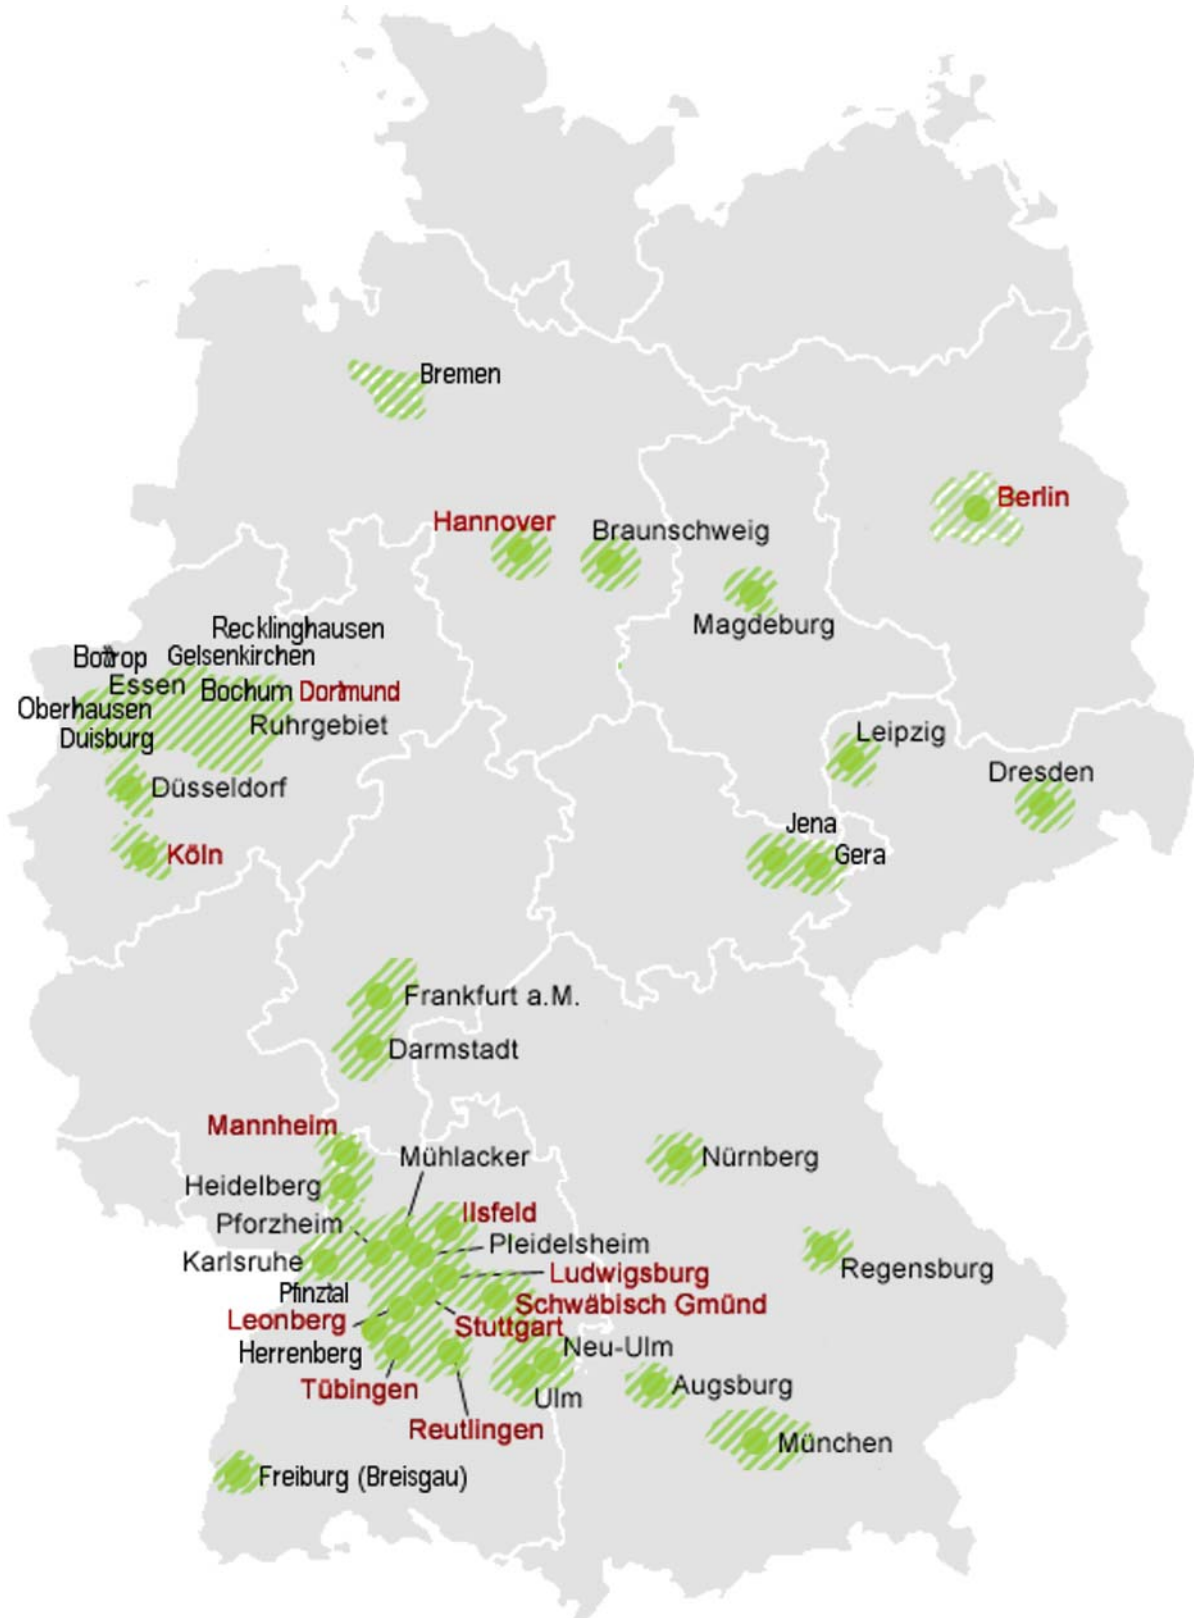 Bremen
Berlin
Hannover
Braunschweig
Magdeburg
Recklinghausen
Bottrop
Gelsenkirchen
Essen
Bochum
Dortmund
Oberhausen
Ruhrgebiet
Duisburg
Leipzig
Dresden
Düsseldorf
Jena
Köln
Gera
Frankfurt a.M.
Darmstadt
Mannheim
Mühlacker
Nürnberg
Heidelberg
Ilsfeld
Pforzheim
Pleidelsheim
Karlsruhe
Regensburg
Ludwigsburg
Pfinztal
Schwäbisch Gmünd
Leonberg
Stuttgart
Neu-Ulm
Herrenberg
Augsburg
Tübingen
Ulm
Reutlingen
München
Freiburg (Breisgau)